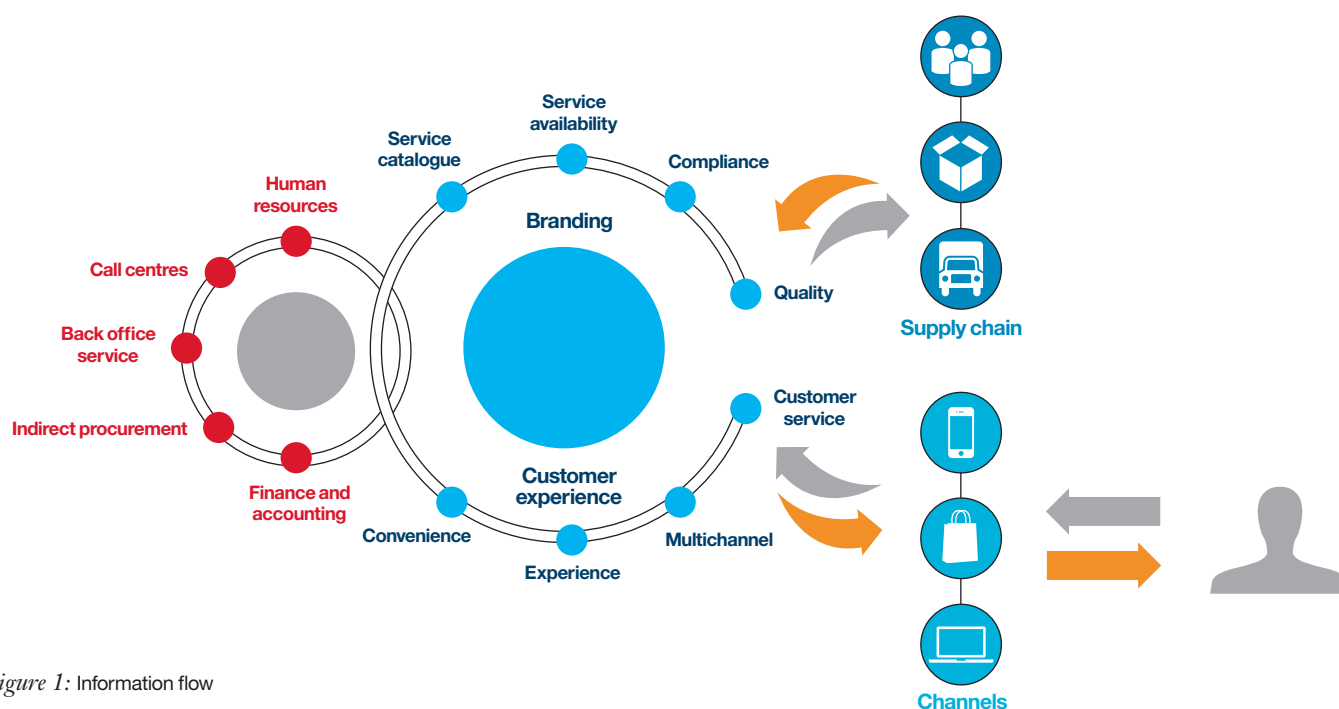 Service
availability
Service
catalogue
Compliance
Human
resources
Branding
Call centres
Quality
Back office
service
Supply chain
Customer
service
Indirect procurement
Customer
experience
Finance and
accounting
Convenience
Multichannel
Experience
igure 1: Information flow
Channels